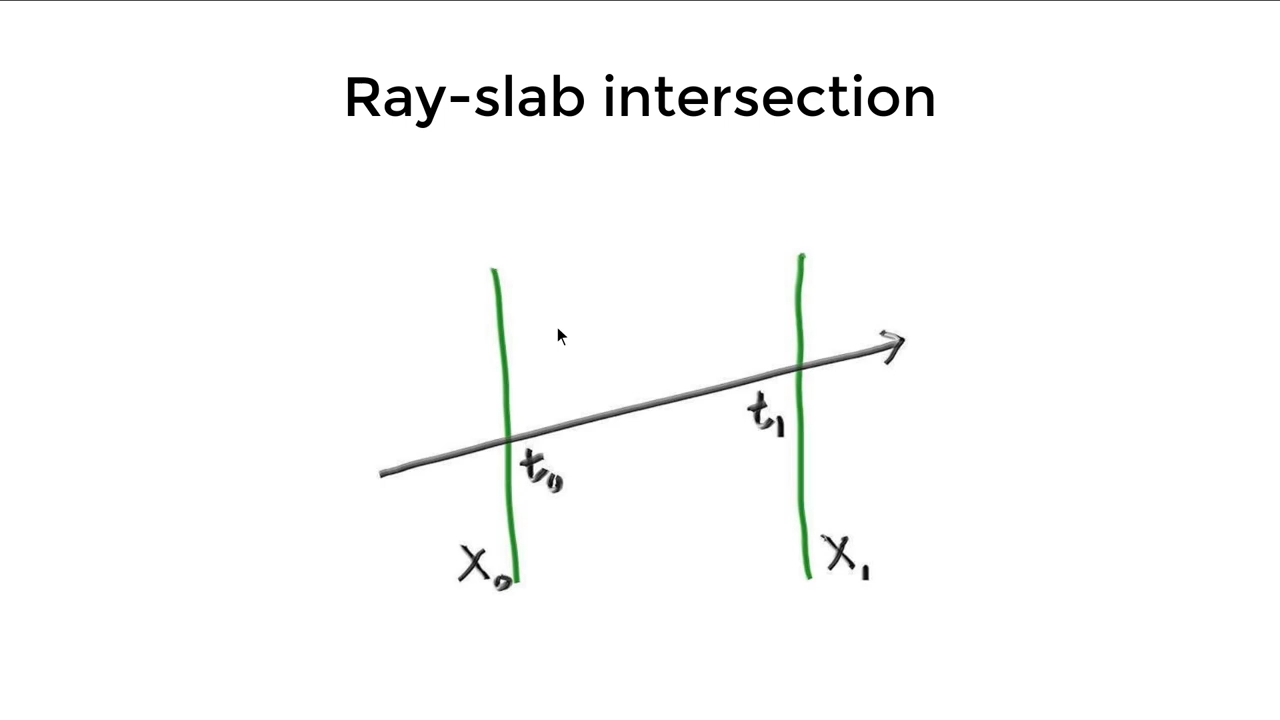 Ray-slab intersection
t₁
t₀
x₀
x₁